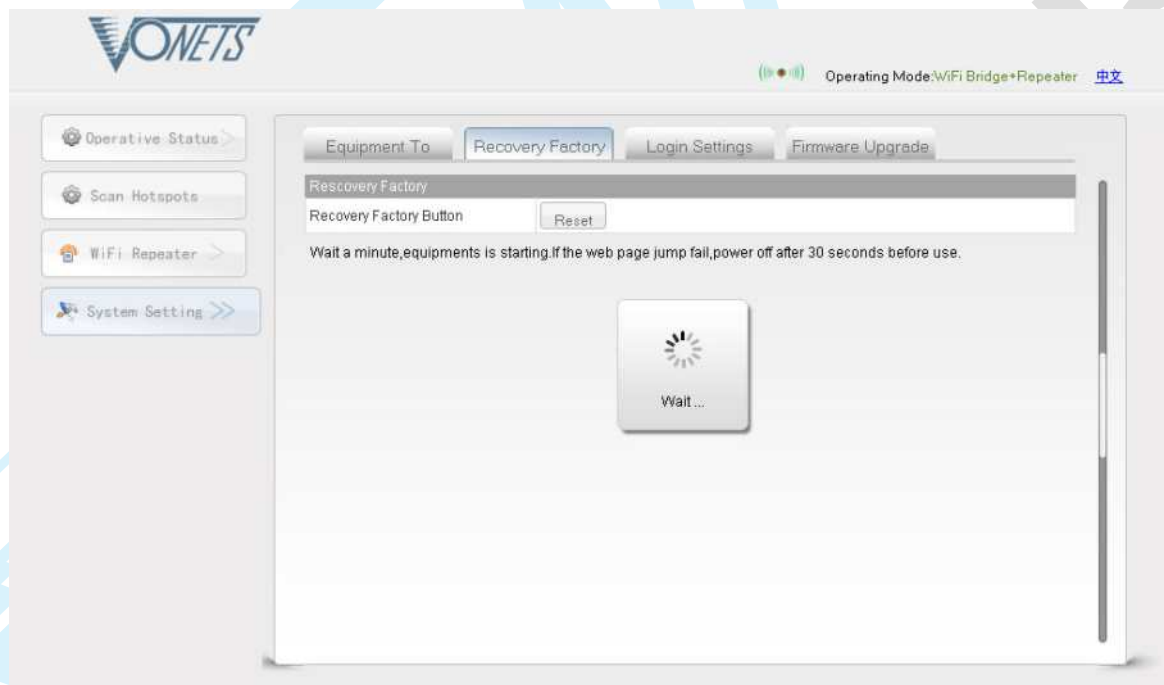 VONETS
Operating Mode:WiFi Bridge+Repeater 中文
Operative Status
Scan Hotspots
WiFi Repeater
System Setting
Equipment To Recovery Factory Login Settings Firmware Upgrade
Rescovery Factory
Recovery Factory Button Reset
Wait a minute,equipments is starting.If the web page jump fail,power off after 30 seconds before use.
Wait ...